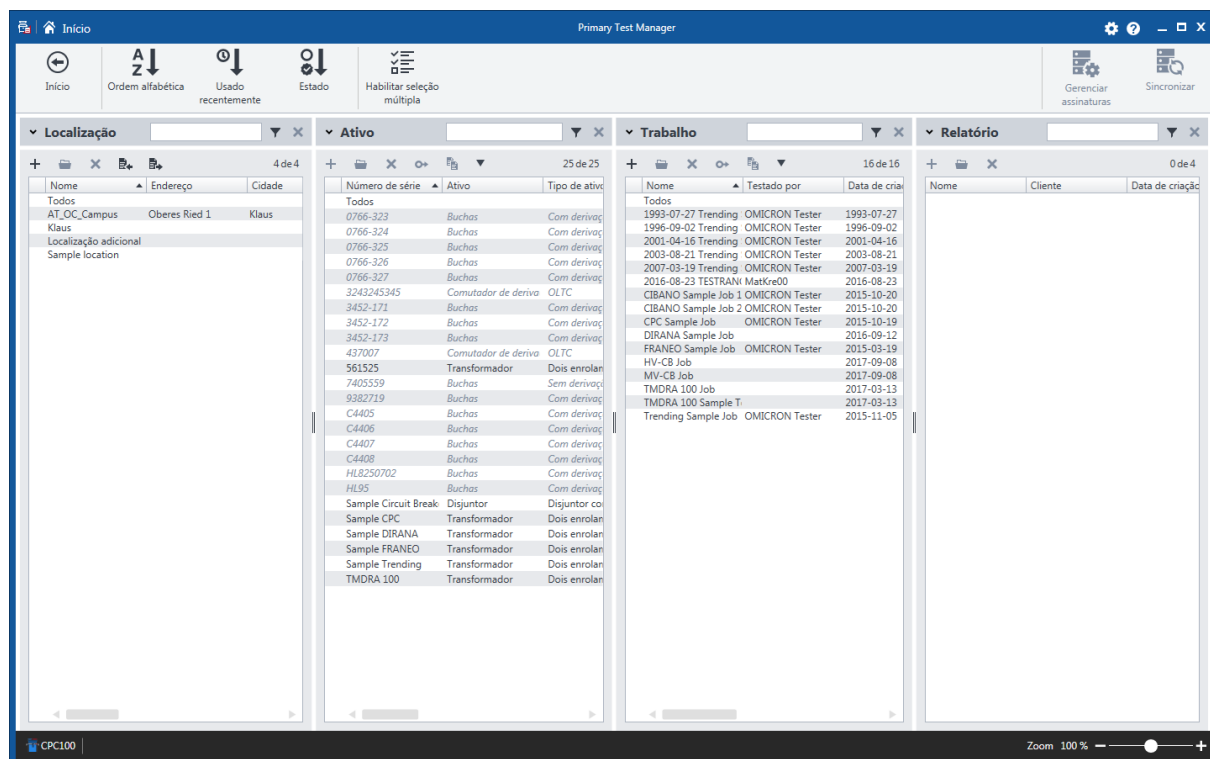 Início
Primary Test Manager
Início
Ordem alfabética
Usado recentemente
Estado
Habilitar seleção múltipla
Gerenciar assinaturas
Sincronizar
Localização
4 de 4
Nome Endereço Cidade
Todos
AT_OC_Campus Oberes Ried 1 Klaus
Klaus
Localização adicional
Sample location
Ativo
25 de 25
Número de série Ativo Tipo de ativo
Todos
0766-323 Buchas Com derivaç
0766-324 Buchas Com derivaç
0766-325 Buchas Com derivaç
0766-326 Buchas Com derivaç
0766-327 Buchas Com derivaç
3243245345 Comutador de deriva OLTC
3452-171 Buchas Com derivaç
3452-172 Buchas Com derivaç
3452-173 Buchas Com derivaç
437007 Comutador de deriva OLTC
561525 Transformador Dois enrolan
7405559 Buchas Sem derivaç
9382719 Buchas Com derivaç
C4405 Buchas Com derivaç
C4406 Buchas Com derivaç
C4407 Buchas Com derivaç
C4408 Buchas Com derivaç
HL8250702 Buchas Com derivaç
HL95 Buchas Com derivaç
Sample Circuit Break Disjuntor Disjuntor co
Sample CPC Transformador Dois enrolan
Sample DIRANA Transformador Dois enrolan
Sample FRANEO Transformador Dois enrolan
Sample Trending Transformador Dois enrolan
TMDRA 100 Transformador Dois enrolan
Trabalho
16 de 16
Nome Testado por Data de cria
Todos
1993-07-27 Trending OMICRON Tester 1993-07-27
1996-09-02 Trending OMICRON Tester 1996-09-02
2001-04-16 Trending OMICRON Tester 2001-04-16
2003-08-21 Trending OMICRON Tester 2003-08-21
2007-03-19 Trending OMICRON Tester 2007-03-19
2016-08-23 TESTRAN MatKre00 2016-08-23
CIBANO Sample Job 1 OMICRON Tester 2015-10-20
CIBANO Sample Job 2 OMICRON Tester 2015-10-20
CPC Sample Job OMICRON Tester 2015-10-19
DIRANA Sample Job 2016-09-12
FRANEO Sample Job OMICRON Tester 2015-03-19
HV-CB Job 2017-09-08
MV-CB Job 2017-09-08
TMDRA 100 Job 2017-03-13
TMDRA 100 Sample T 2017-03-13
Trending Sample Job OMICRON Tester 2015-11-05
Relatório
0 de 4
Nome Cliente Data de criação
CPC100
Zoom 100 %